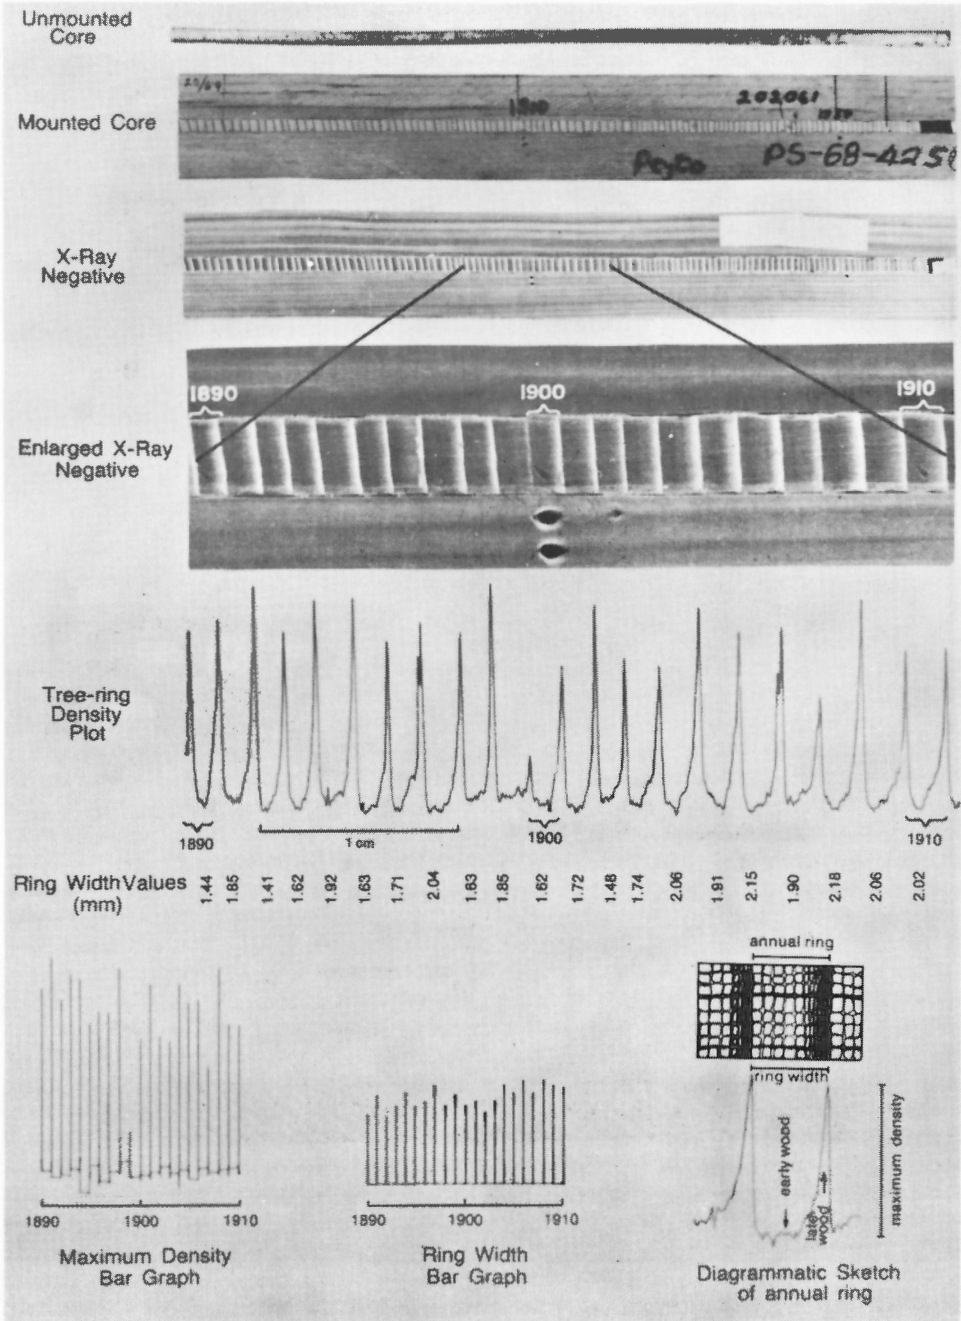 Unmounted
Core
20/69
1810
202061
Mounted Core
Peyto
PS-68-425
X-Ray
Negative
1890
1900
1910
Enlarged X-Ray
Negative
Tree-ring
Density
Plot
1890
1 cm
1900
1910
Ring Width Values
(mm)
1.44
1.85
1.41
1.62
1.92
1.63
1.71
2.04
1.83
1.85
1.62
1.72
1.48
1.74
2.06
1.91
2.15
1.90
2.18
2.06
2.02
annual ring
ring width
early wood
late
wood
maximum density
1890
1900
1910
Maximum Density
Bar Graph
1890
1900
1910
Ring Width
Bar Graph
Diagrammatic Sketch
of annual ring